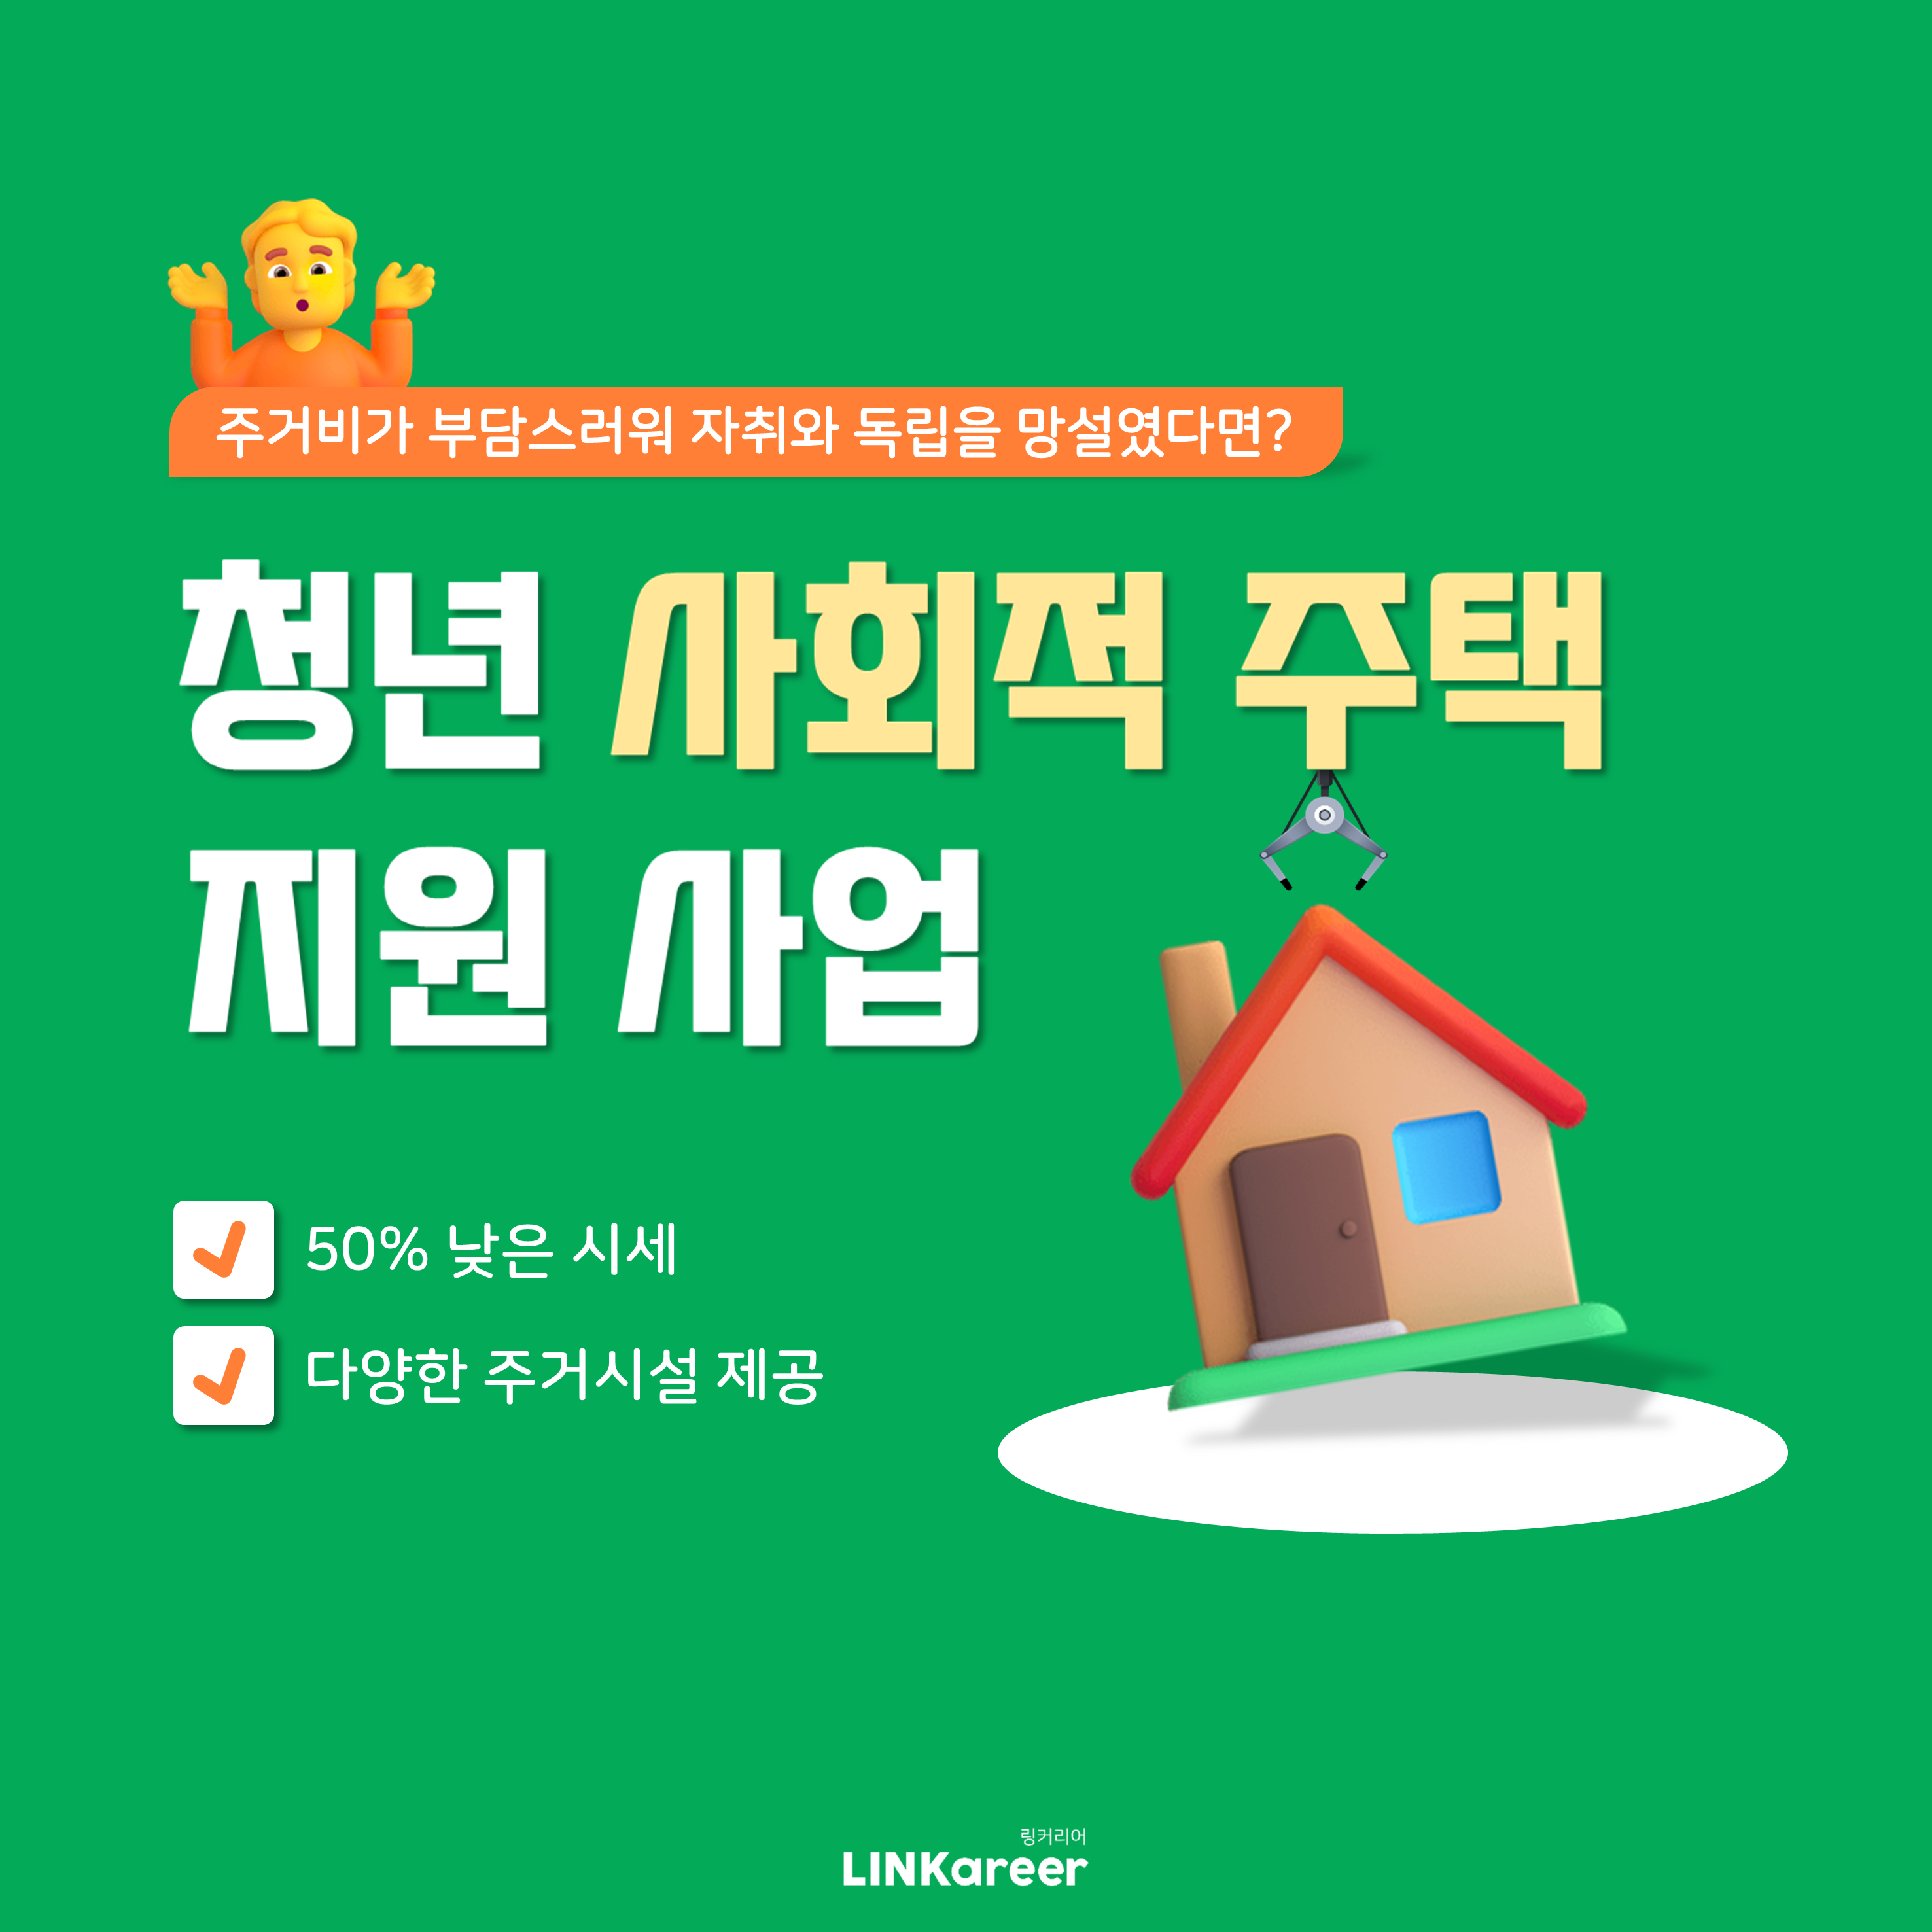 주거비가 부담스러워 자취와 독립을 망설였다면?
청년 사회적 주택
지원 사업
50% 낮은 시세
다양한 주거시설 제공
링커리어
LINKareer